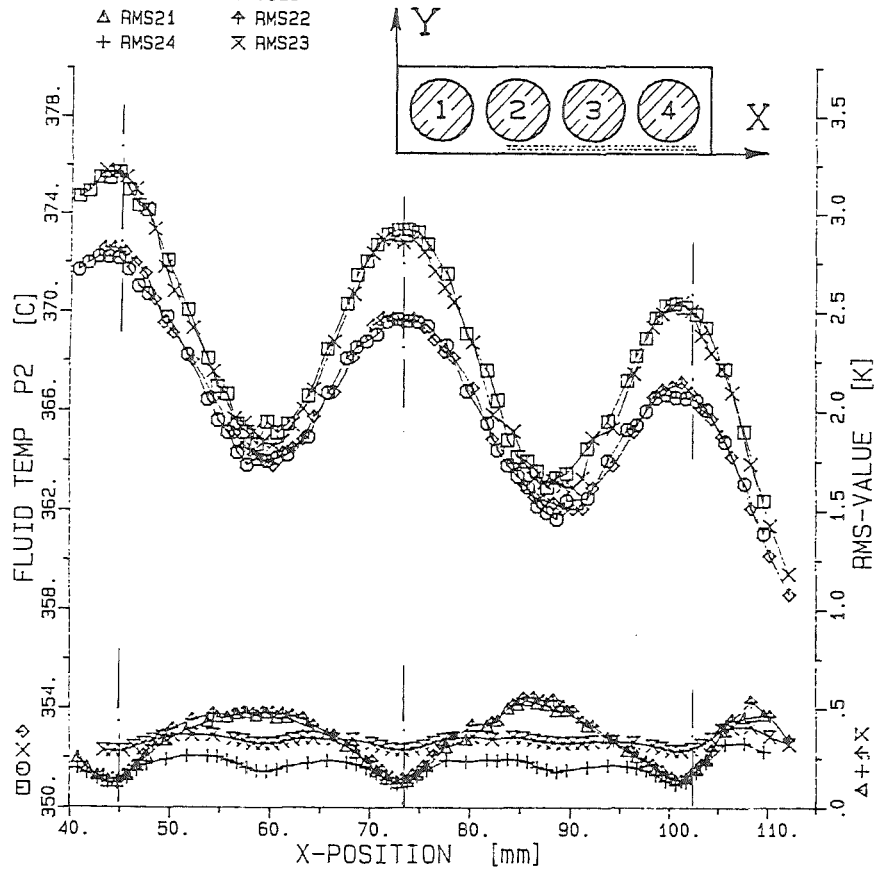 RMS21 RMS22
RMS24 RMS23
Y
X
1 2 3 4
FLUID TEMP P2 [C]
378.
374.
370.
366.
362.
358.
354.
350.
3.5
3.0
2.5
2.0
1.5
1.0
.5
.0
RMS-VALUE [K]
40. 50. 60. 70. 80. 90. 100. 110.
X-POSITION [mm]